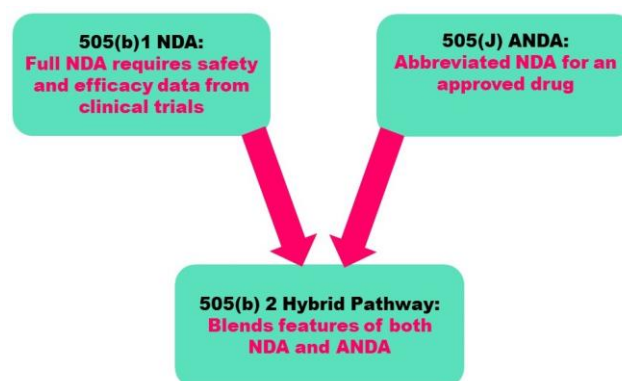 505(b)1 NDA:
Full NDA requires safety
and efficacy data from
clinical trials
505(J) ANDA:
Abbreviated NDA for an
approved drug
505(b) 2 Hybrid Pathway:
Blends features of both
NDA and ANDA